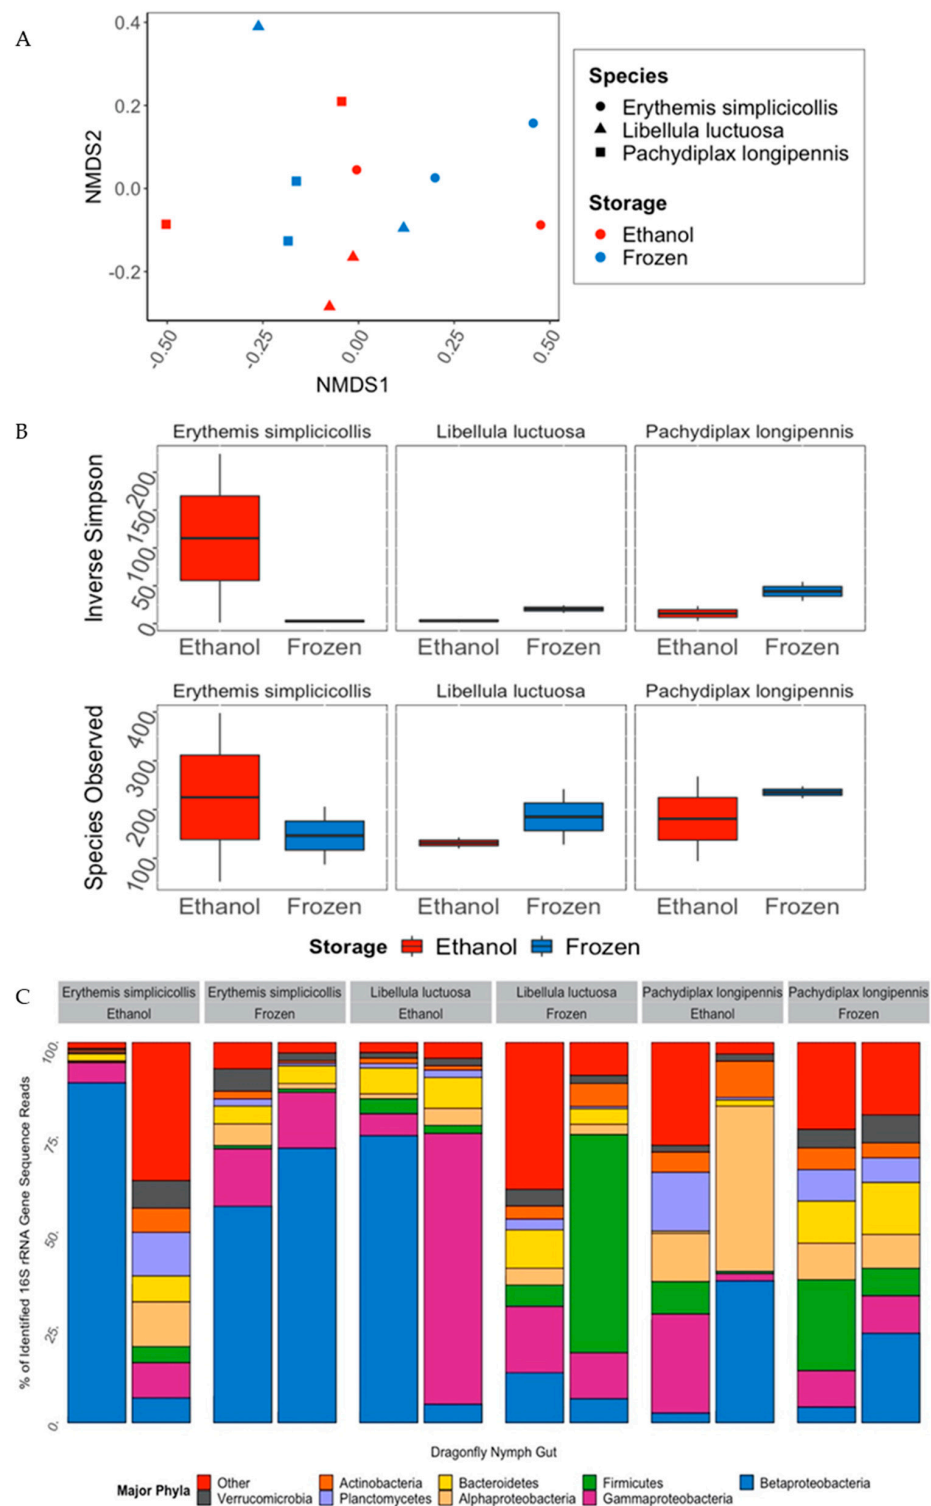 A
0.4
0.2
0.0
-0.2
NMDS2
-0.50
-0.25
0.00
0.25
0.50
NMDS1
Species
Erythemis simplicicollis
Libellula luctuosa
Pachydiplax longipennis
Storage
Ethanol
Frozen
B
Erythemis simplicicollis Libellula luctuosa Pachydiplax longipennis
Inverse Simpson
200
150
100
50
0
Ethanol Frozen Ethanol Frozen Ethanol Frozen
Erythemis simplicicollis Libellula luctuosa Pachydiplax longipennis
Species Observed
400
300
200
100
Ethanol Frozen Ethanol Frozen Ethanol Frozen
Storage Ethanol Frozen
C
Erythemis simplicicollis Erythemis simplicicollis Libellula luctuosa Libellula luctuosa Pachydiplax longipennis Pachydiplax longipennis
Ethanol Frozen Ethanol Frozen Ethanol Frozen
% of Identified 16S rRNA Gene Sequence Reads
100.
75.
50.
25.
0.
Dragonfly Nymph Gut
Major Phyla Other Actinobacteria Bacteroidetes Firmicutes Betaproteobacteria
Verrucomicrobia Planctomycetes Alphaproteobacteria Gammaproteobacteria